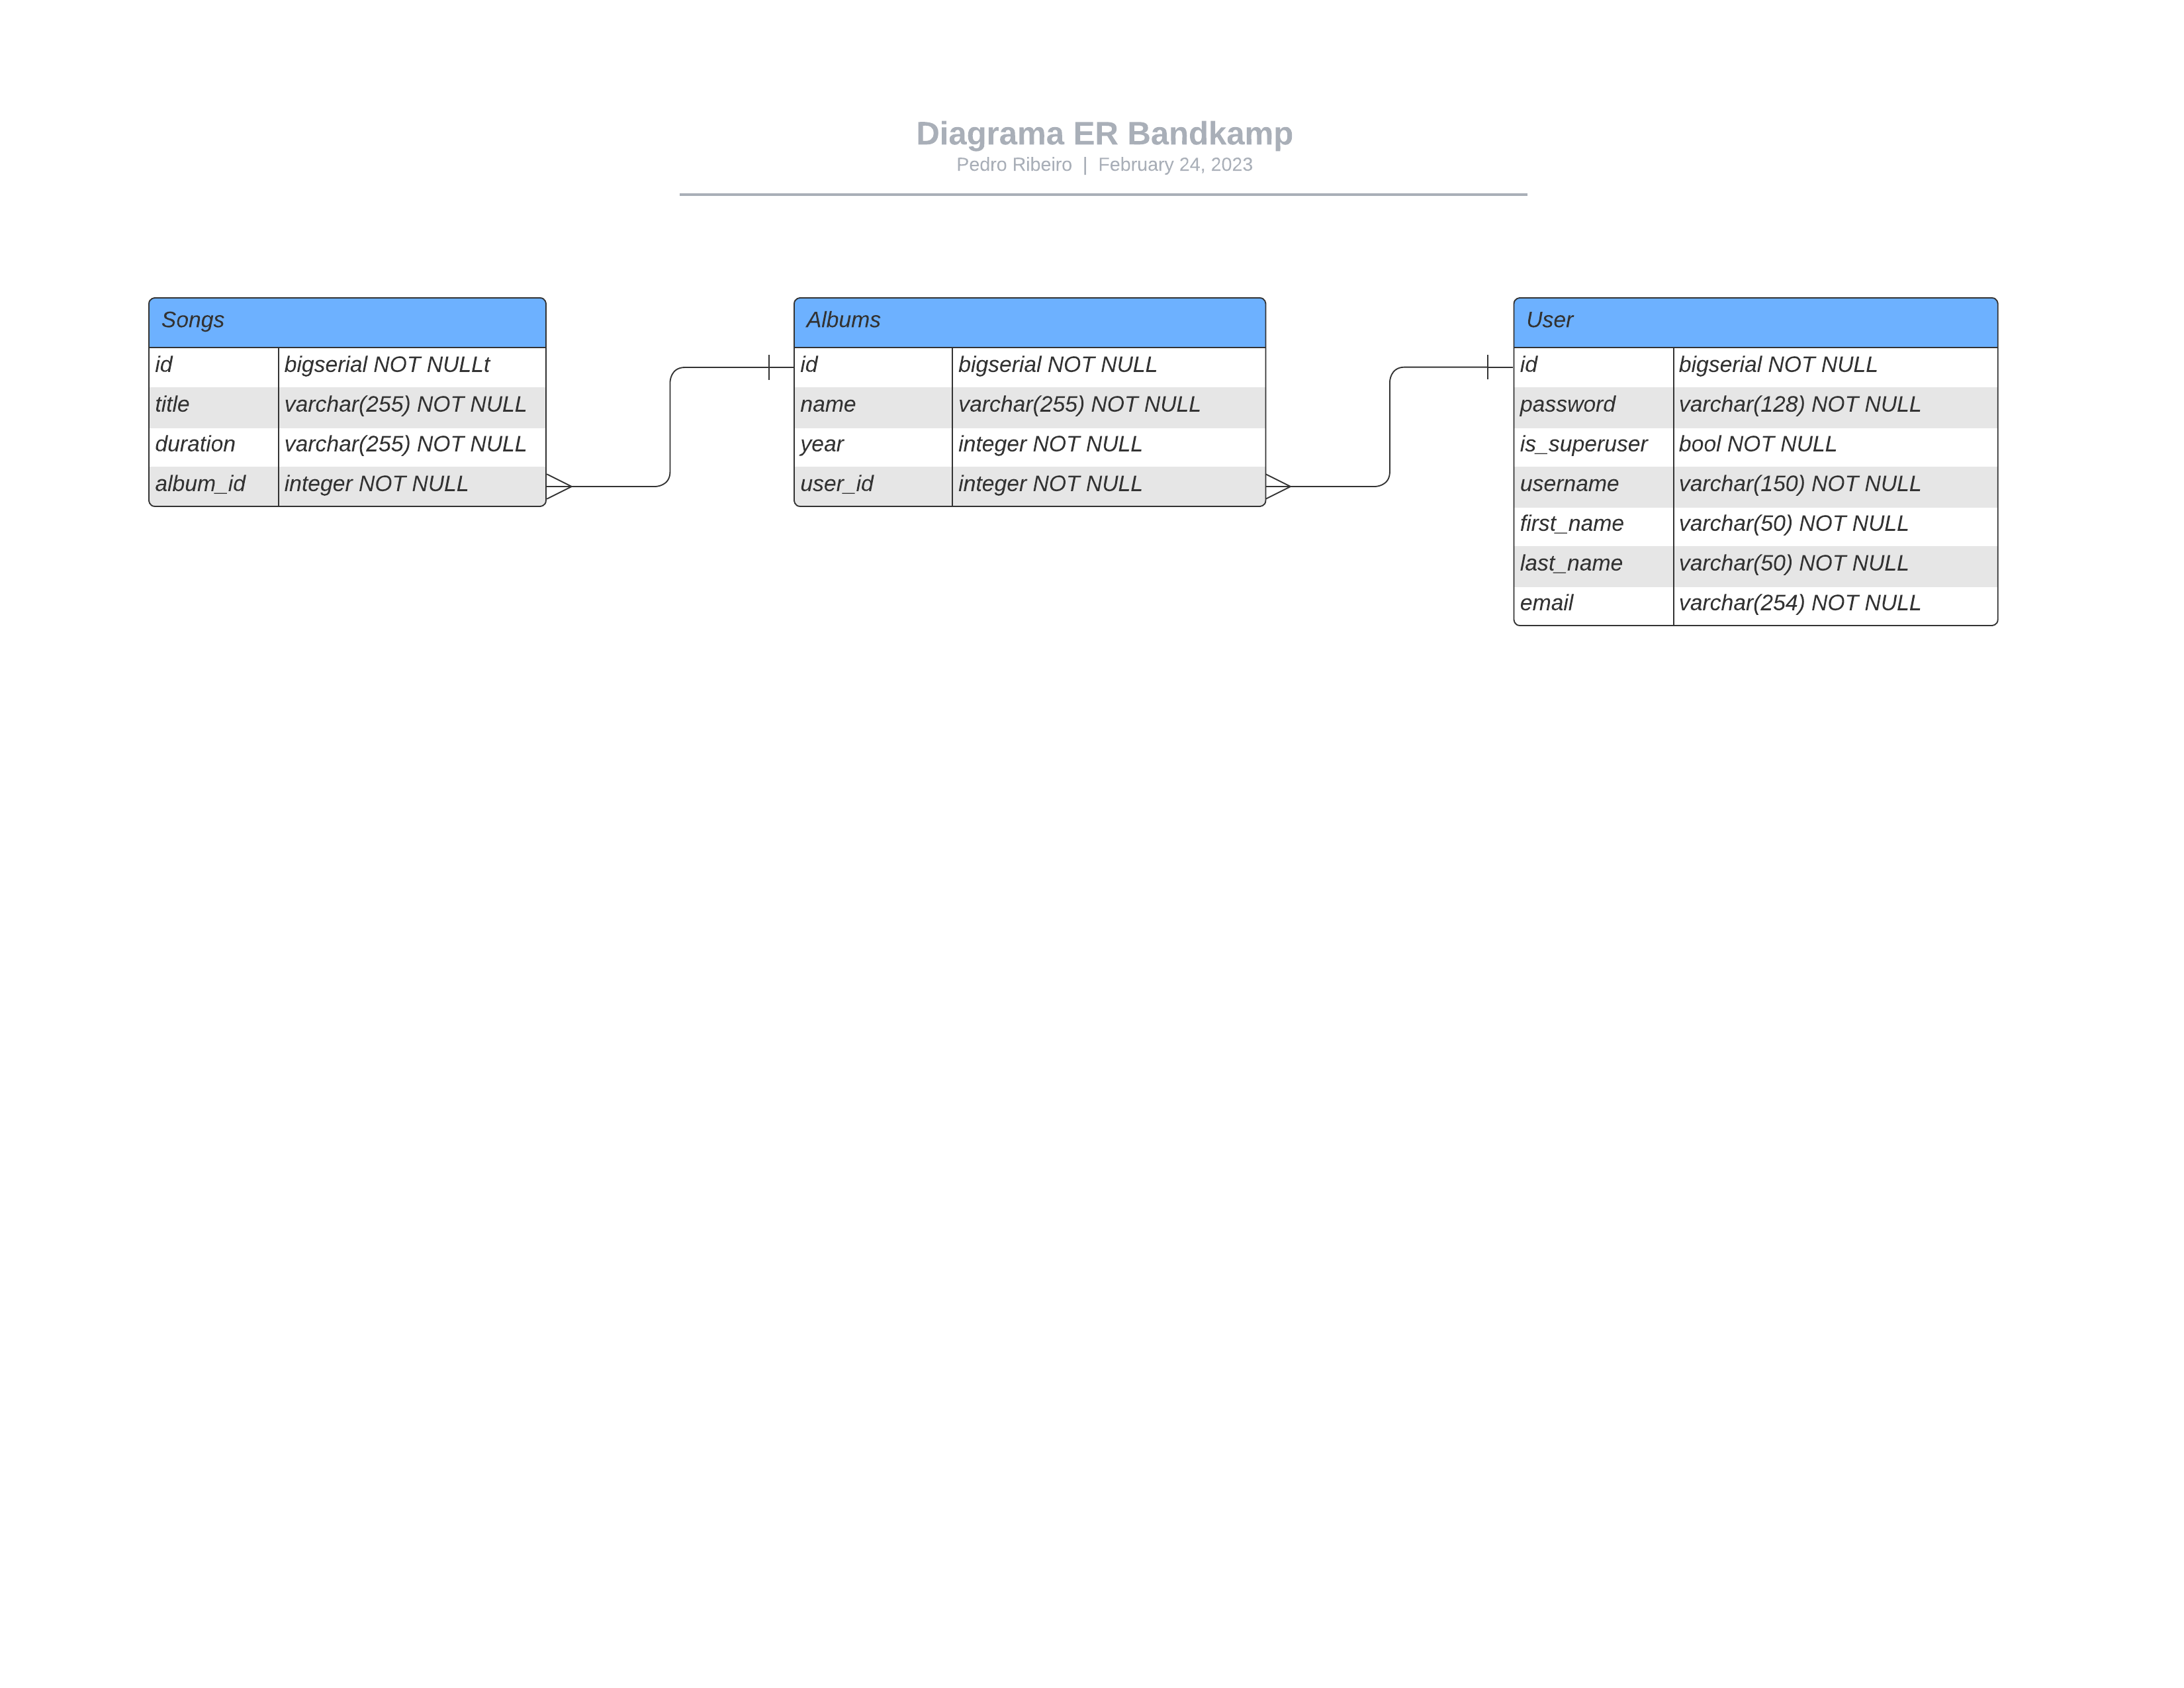 Diagrama ER Bandkamp
Pedro Ribeiro | February 24, 2023
Songs
id bigserial NOT NULLt
title varchar(255) NOT NULL
duration varchar(255) NOT NULL
album_id integer NOT NULL
Albums
id bigserial NOT NULL
name varchar(255) NOT NULL
year integer NOT NULL
user_id integer NOT NULL
User
id bigserial NOT NULL
password varchar(128) NOT NULL
is_superuser bool NOT NULL
username varchar(150) NOT NULL
first_name varchar(50) NOT NULL
last_name varchar(50) NOT NULL
email varchar(254) NOT NULL